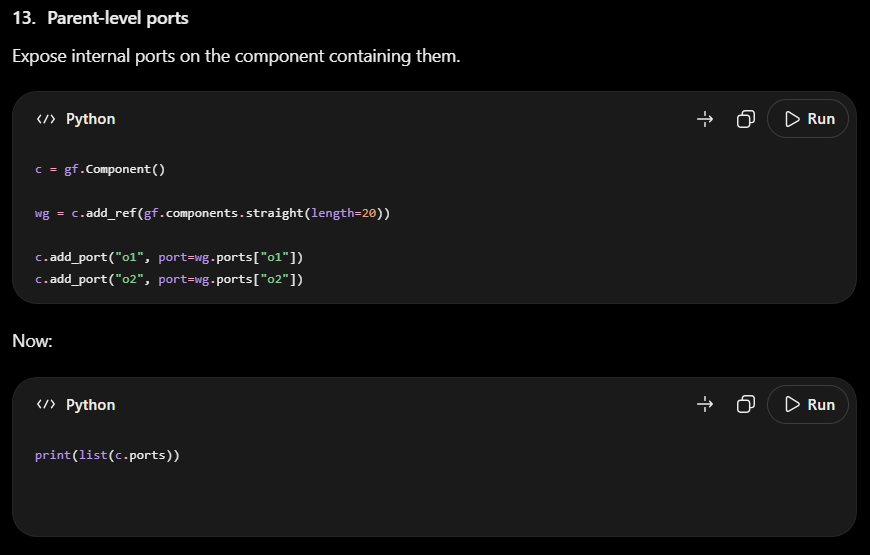 13. Parent-level ports
Expose internal ports on the component containing them.
</> Python
Run
c = gf.Component()
wg = c.add_ref(gf.components.straight(length=20))
c.add_port("o1", port=wg.ports["o1"])
c.add_port("o2", port=wg.ports["o2"])
Now:
</> Python
Run
print(list(c.ports))